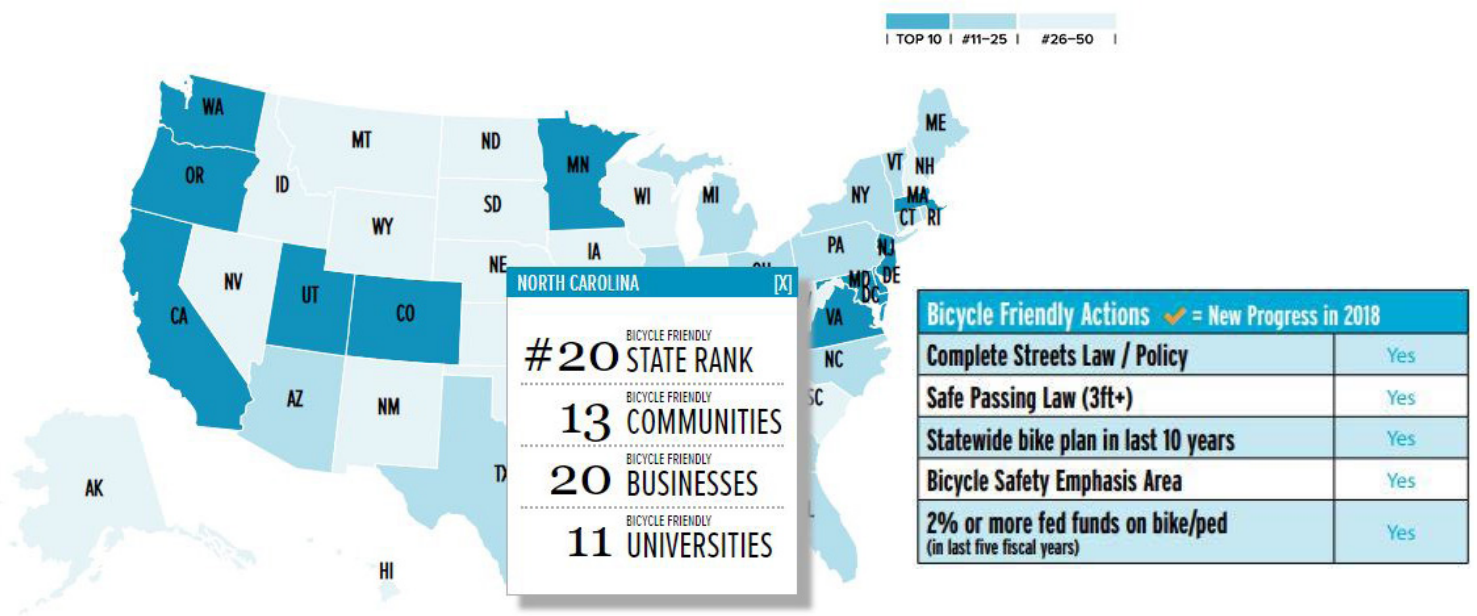 TOP 10 #11–25 #26–50
WA
MT
ND
MN
ME
OR
ID
SD
WI
MI
VT
NH
NY
MA
CT
RI
WY
IA
PA
NJ
NE
NV
UT
CO
CA
MD
DE
DC
VA
NC
SC
AZ
NM
AK
HI
NORTH CAROLINA [X]
BICYCLE FRIENDLY
#20 STATE RANK
BICYCLE FRIENDLY
13 COMMUNITIES
BICYCLE FRIENDLY
20 BUSINESSES
BICYCLE FRIENDLY
11 UNIVERSITIES
Bicycle Friendly Actions ✓ = New Progress in 2018
Complete Streets Law / Policy Yes
Safe Passing Law (3ft+) Yes
Statewide bike plan in last 10 years Yes
Bicycle Safety Emphasis Area Yes
2% or more fed funds on bike/ped Yes
(in last five fiscal years)